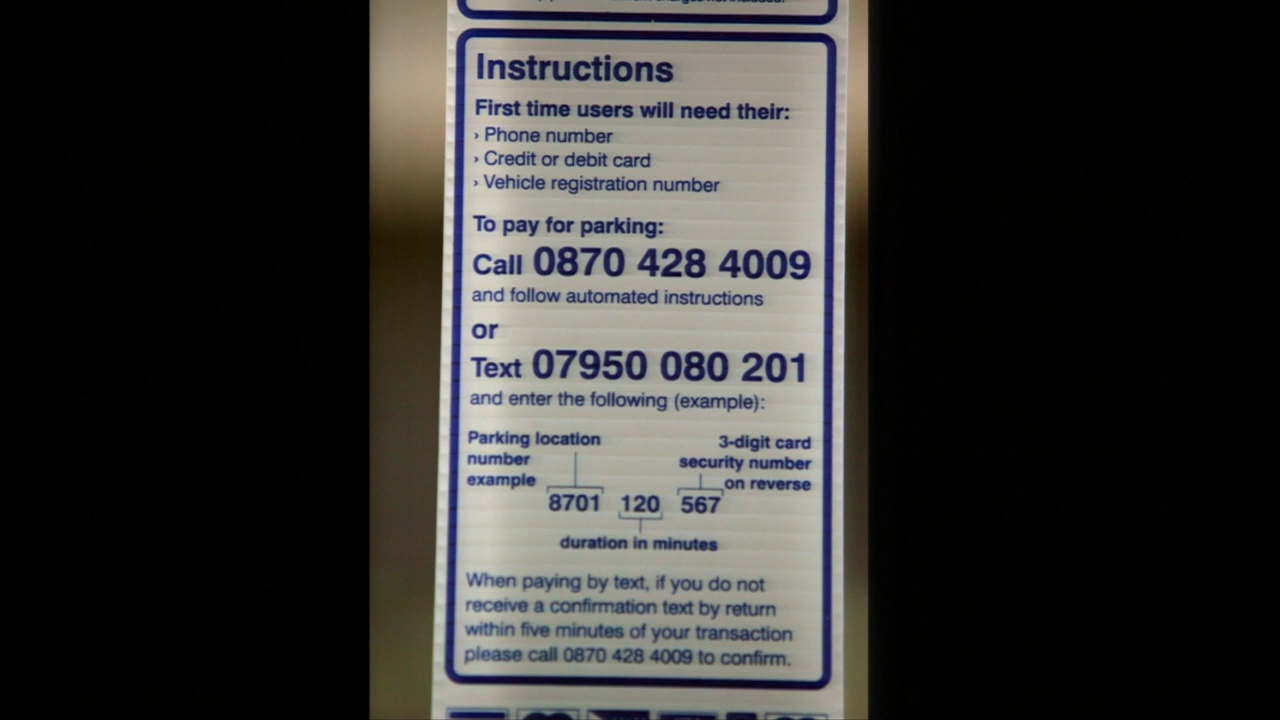 charges not included.
Instructions
First time users will need their:
› Phone number
› Credit or debit card
› Vehicle registration number
To pay for parking:
Call 0870 428 4009
and follow automated instructions
or
Text 07950 080 201
and enter the following (example):
Parking location number example
3-digit card security number on reverse
8701 120 567
duration in minutes
When paying by text, if you do not
receive a confirmation text by return
within five minutes of your transaction
please call 0870 428 4009 to confirm.